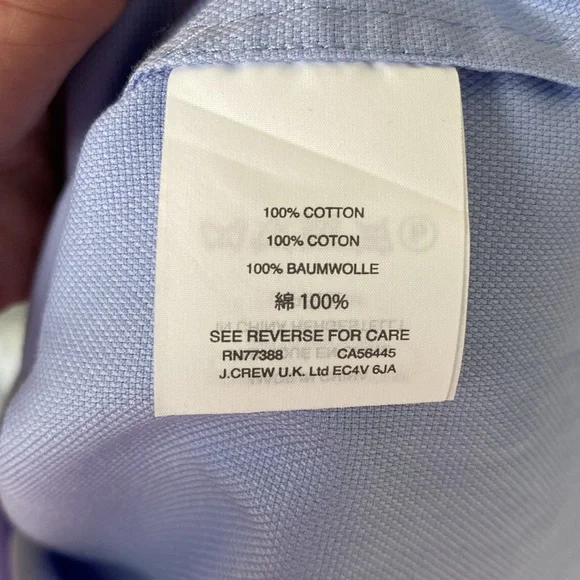 100% COTTON
100% COTON
100% BAUMWOLLE
綿 100%
SEE REVERSE FOR CARE
RN77388 CA56445
J.CREW U.K. Ltd EC4V 6JA